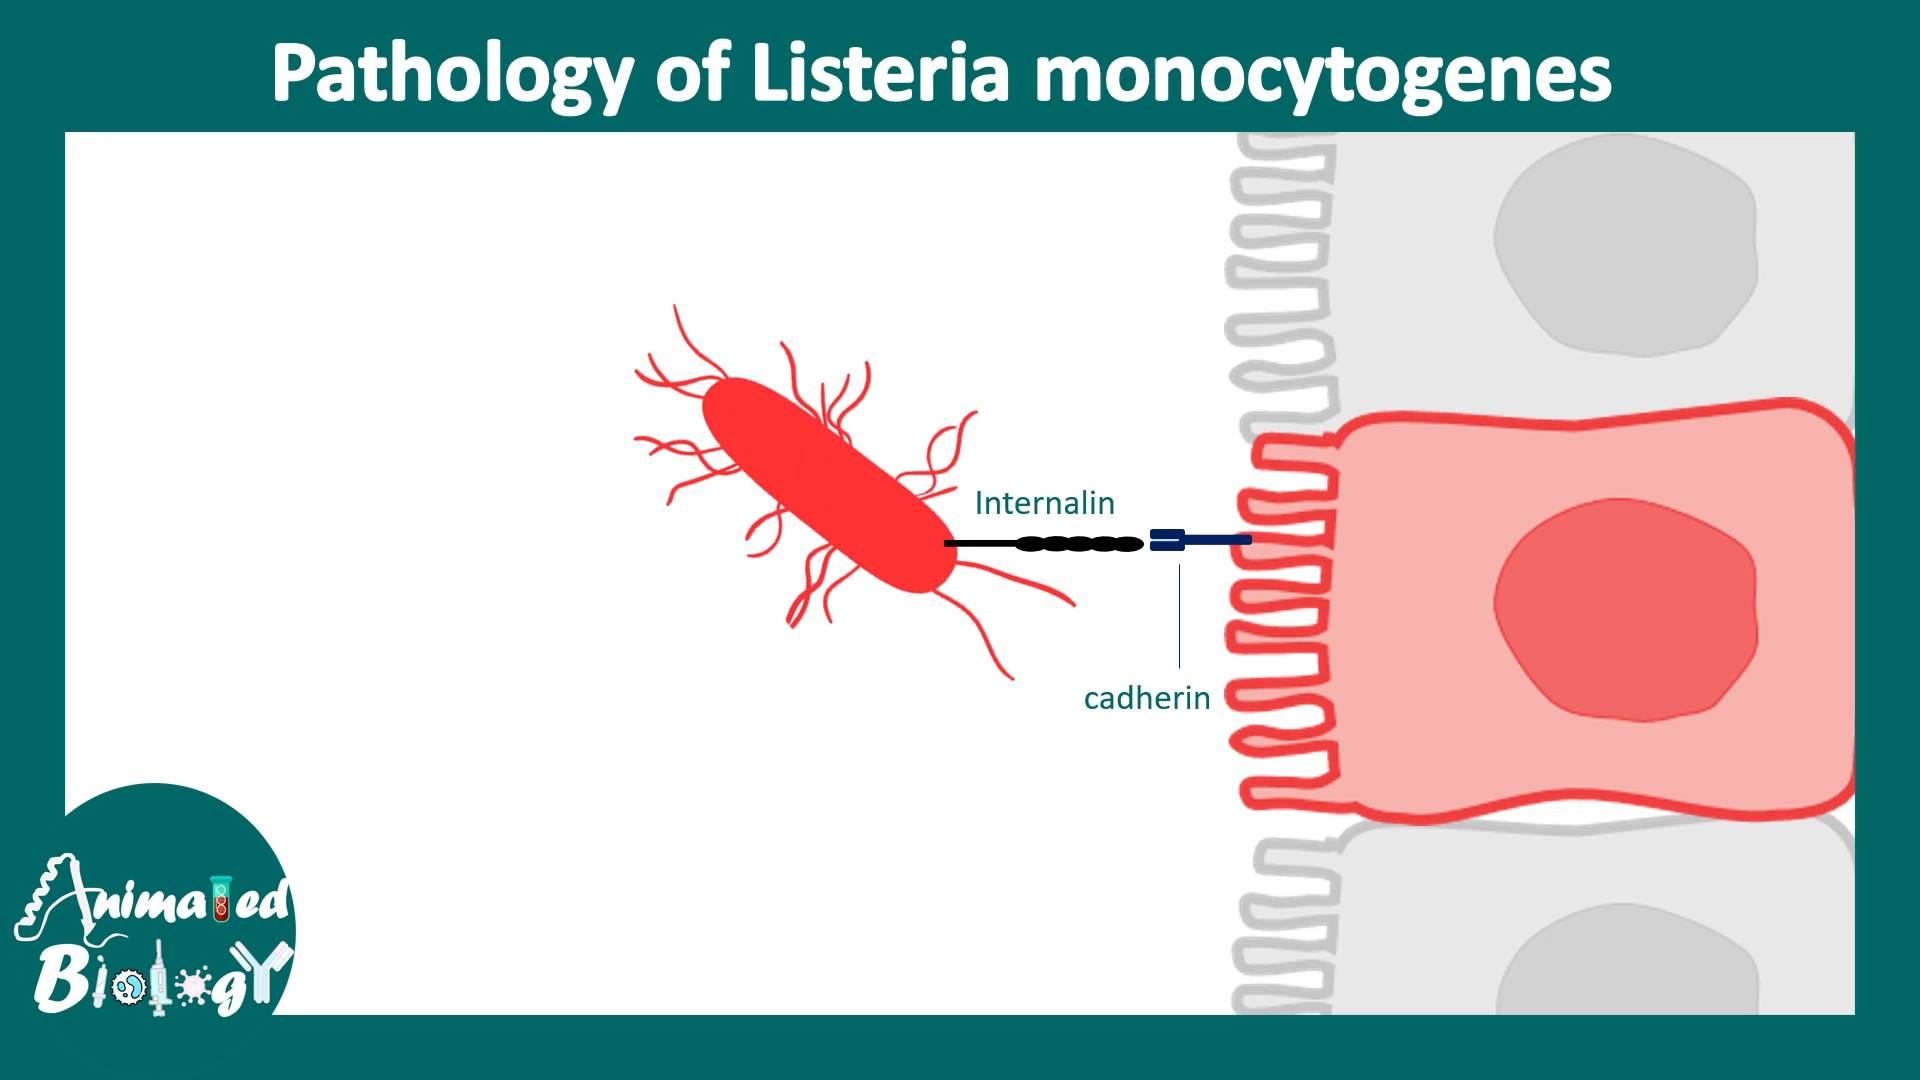 Pathology of Listeria monocytogenes
Internalin
cadherin
Animated
Biology